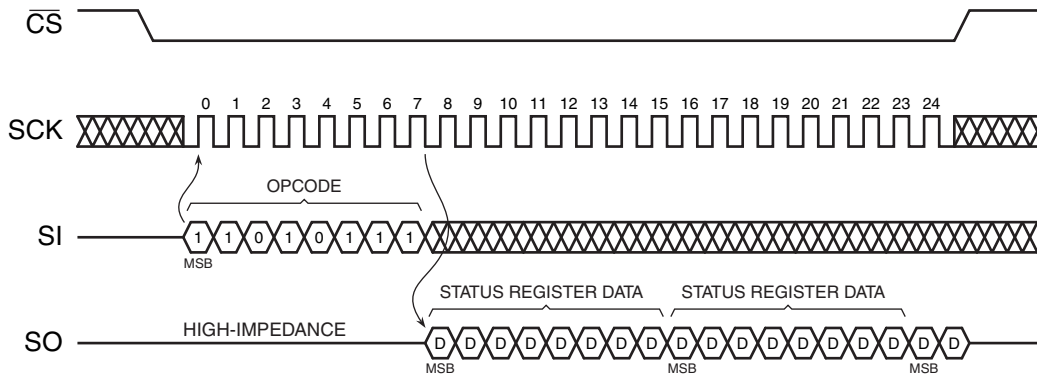 CS
SCK
0 1 2 3 4 5 6 7 8 9 10 11 12 13 14 15 16 17 18 19 20 21 22 23 24
OPCODE
SI
1 1 0 1 0 1 1 1
MSB
STATUS REGISTER DATA STATUS REGISTER DATA
HIGH-IMPEDANCE
SO
D D D D D D D D D D D D D D D D D D
MSB MSB MSB